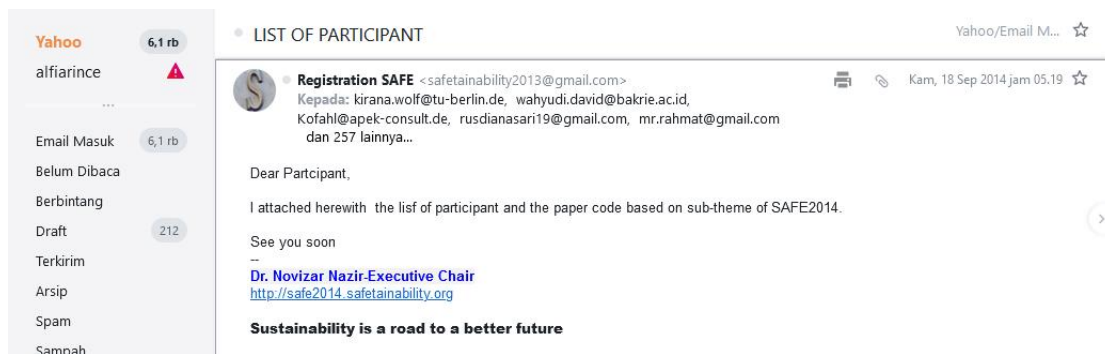 Yahoo 6,1 rb
alfiarince
...
Email Masuk 6,1 rb
Belum Dibaca
Berbintang
Draft 212
Terkirim
Arsip
Spam
Sampah
LIST OF PARTICIPANT Yahoo/Email M...
Registration SAFE <safetainability2013@gmail.com> Kam, 18 Sep 2014 jam 05.19
Kepada: kirana.wolf@tu-berlin.de, wahyudi.david@bakrie.ac.id,
Kofahl@apek-consult.de, rusdianasari19@gmail.com, mr.rahmat@gmail.com
dan 257 lainnya...
Dear Partcipant,
I attached herewith the lisf of participant and the paper code based on sub-theme of SAFE2014.
See you soon
--
Dr. Novizar Nazir-Executive Chair
http://safe2014.safetainability.org
Sustainability is a road to a better future